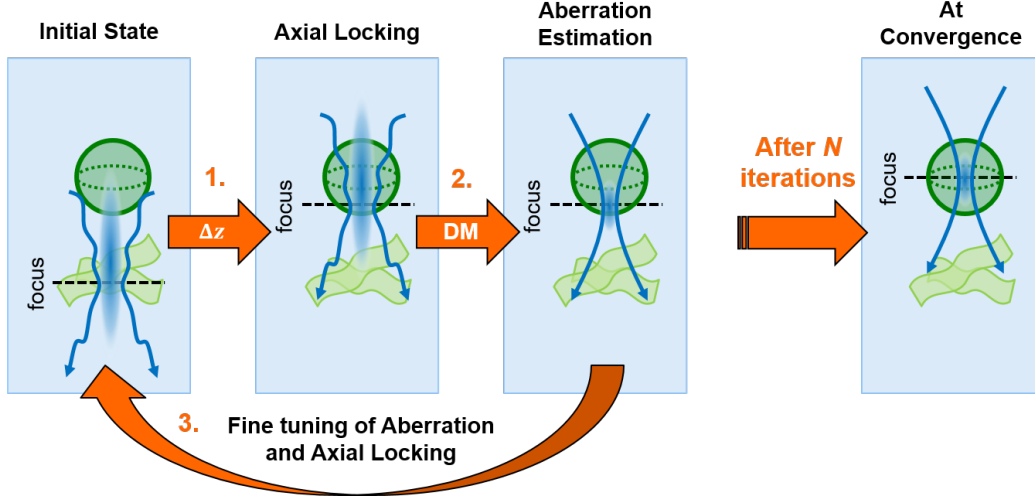 Initial State
Axial Locking
Aberration
Estimation
At
Convergence
focus
1.
Δz
focus
2.
DM
focus
After N
iterations
focus
3.
Fine tuning of Aberration
and Axial Locking